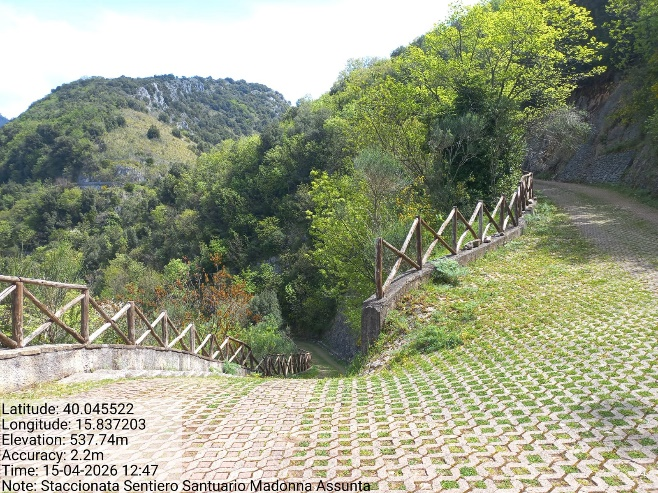 Latitude: 40.045522
Longitude: 15.837203
Elevation: 537.74m
Accuracy: 2.2m
Time: 15-04-2026 12:47
Note: Staccionata Sentiero Santuario Madonna Assunta